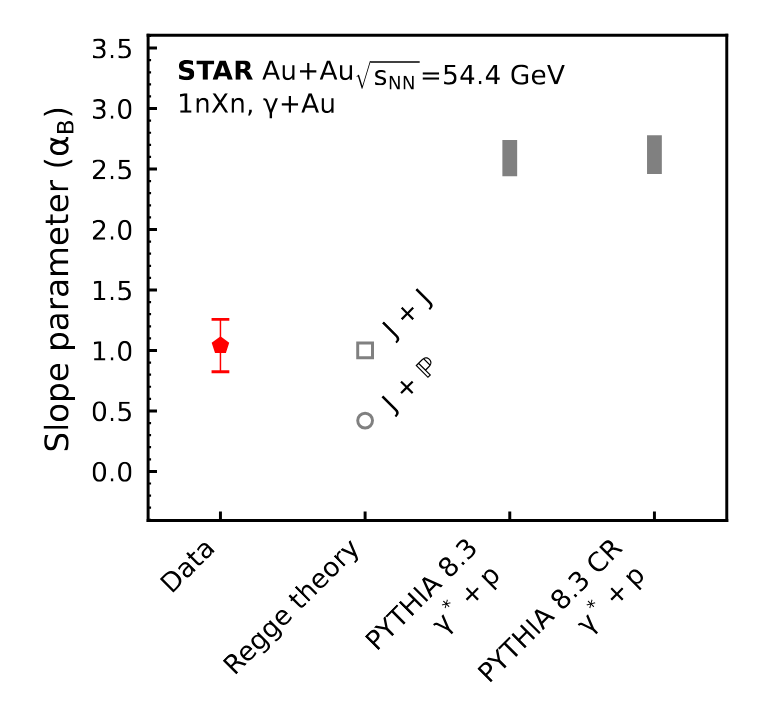 STAR Au+Au√sNN=54.4 GeV
1nXn, γ+Au
Slope parameter (αB)
3.5
3.0
2.5
2.0
1.5
1.0
0.5
0.0
J + J
J + ℙ
Data
Regge theory
PYTHIA 8.3
γ* + p
PYTHIA 8.3 CR
γ* + p